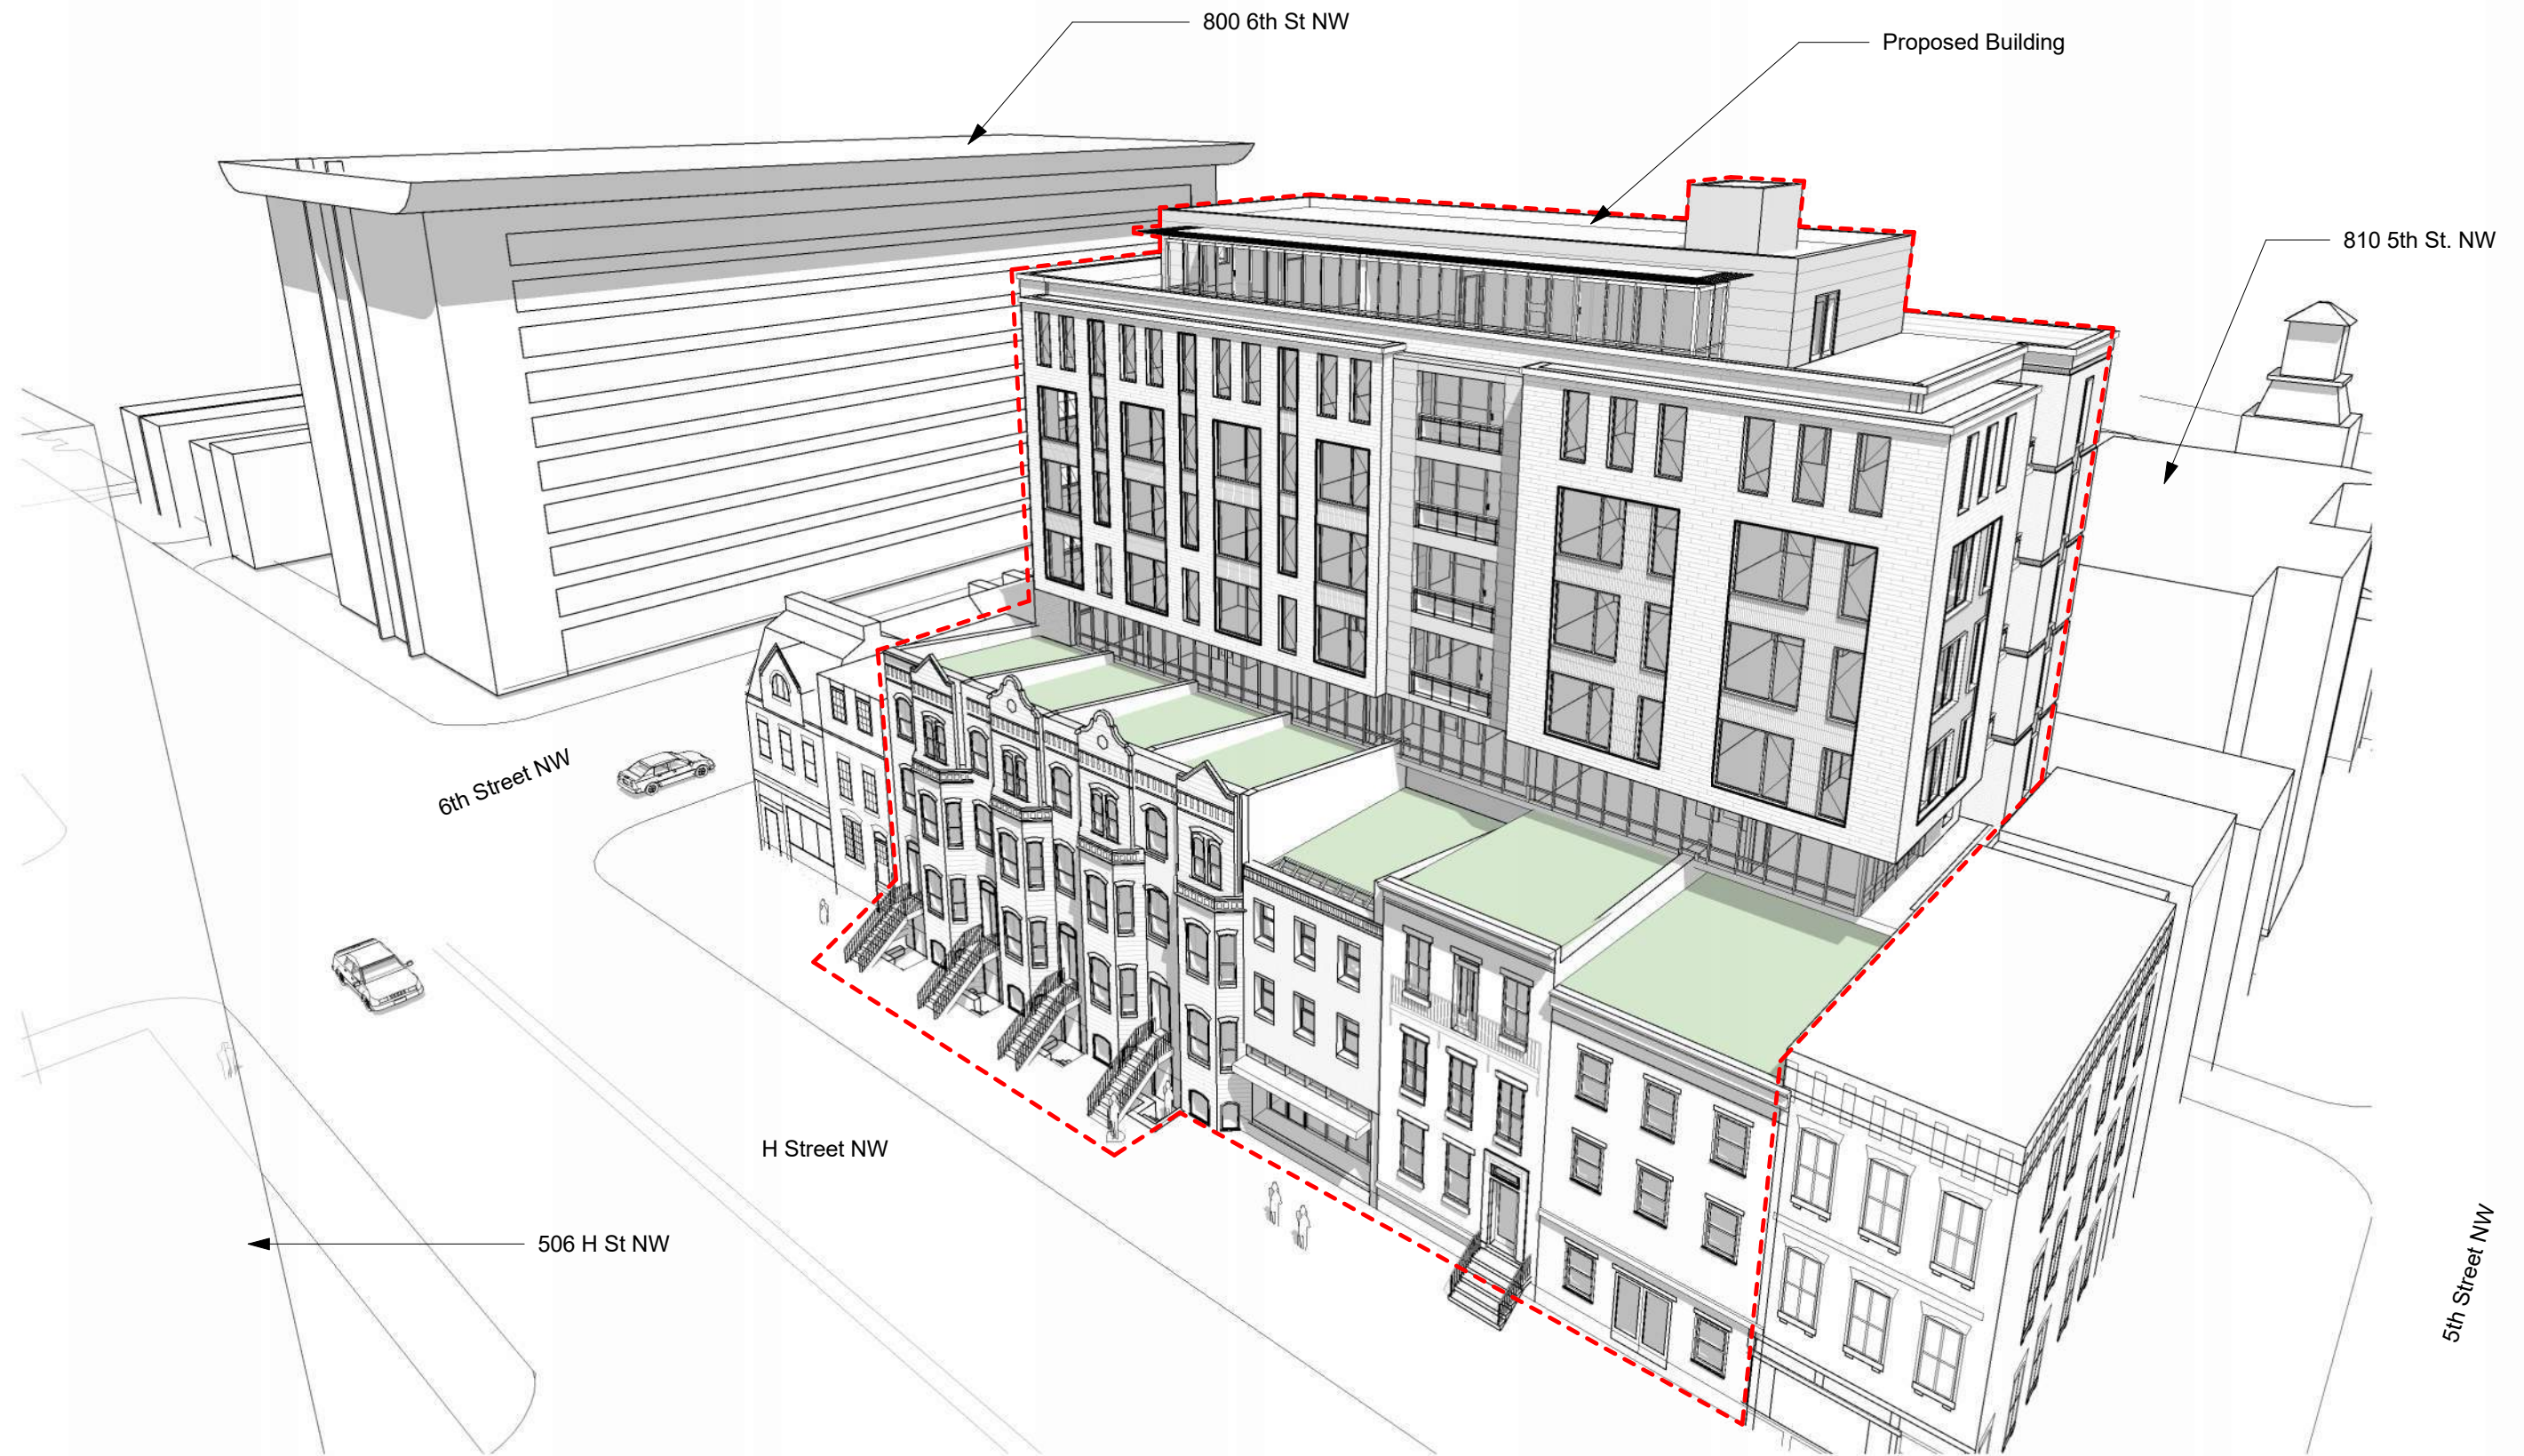 800 6th St NW
Proposed Building
810 5th St. NW
6th Street NW
H Street NW
506 H St NW
5th Street NW